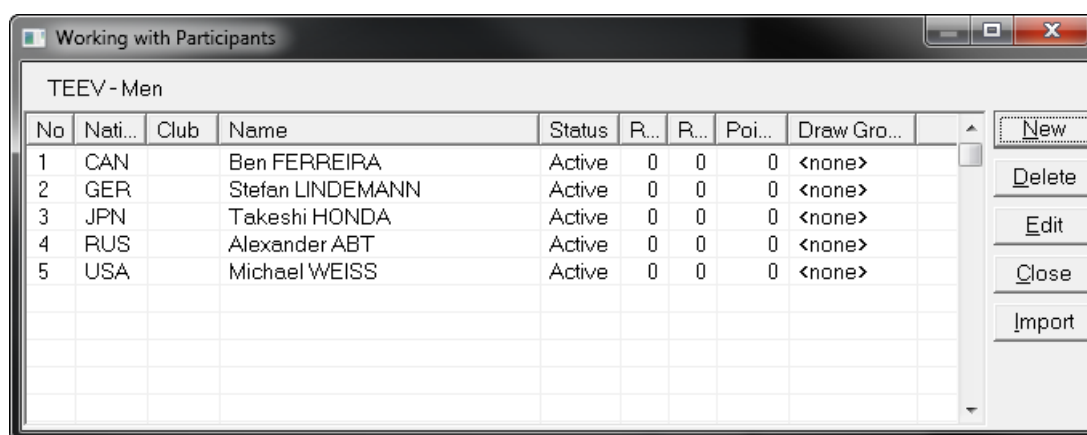 Working with Participants
TEEV - Men
No Nati... Club Name Status R... R... Poi... Draw Gro...
1 CAN Ben FERREIRA Active 0 0 0 <none>
2 GER Stefan LINDEMANN Active 0 0 0 <none>
3 JPN Takeshi HONDA Active 0 0 0 <none>
4 RUS Alexander ABT Active 0 0 0 <none>
5 USA Michael WEISS Active 0 0 0 <none>
New
Delete
Edit
Close
Import